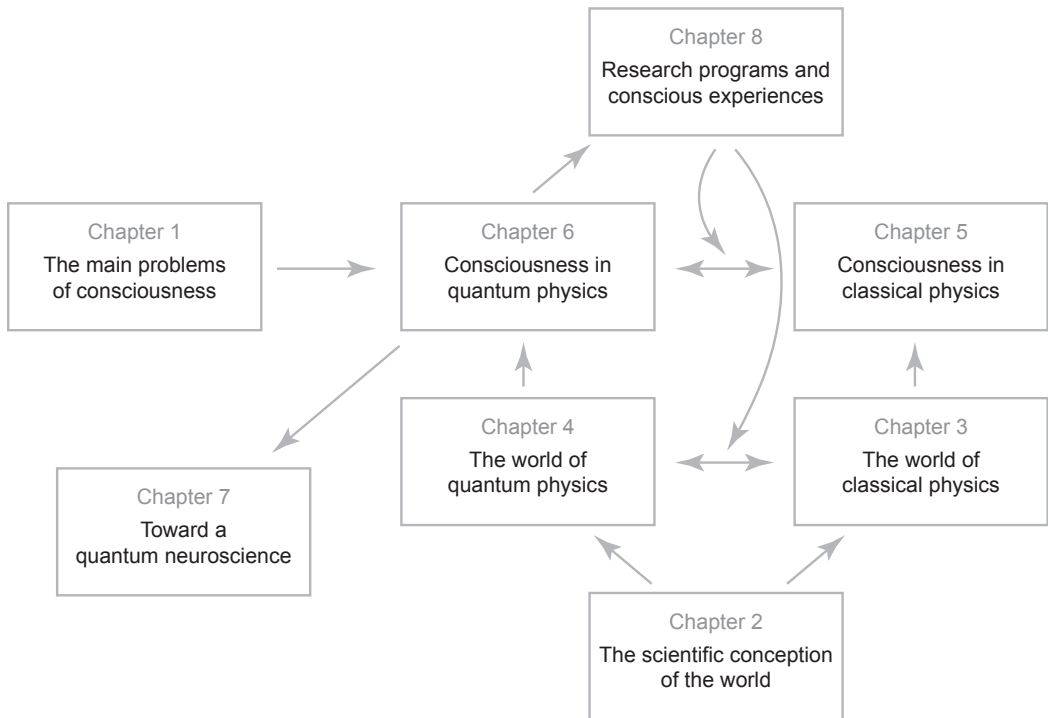 Chapter 8
Research programs and
conscious experiences
Chapter 1
The main problems
of consciousness
Chapter 6
Consciousness in
quantum physics
Chapter 5
Consciousness in
classical physics
Chapter 4
The world of
quantum physics
Chapter 3
The world of
classical physics
Chapter 7
Toward a
quantum neuroscience
Chapter 2
The scientific conception
of the world